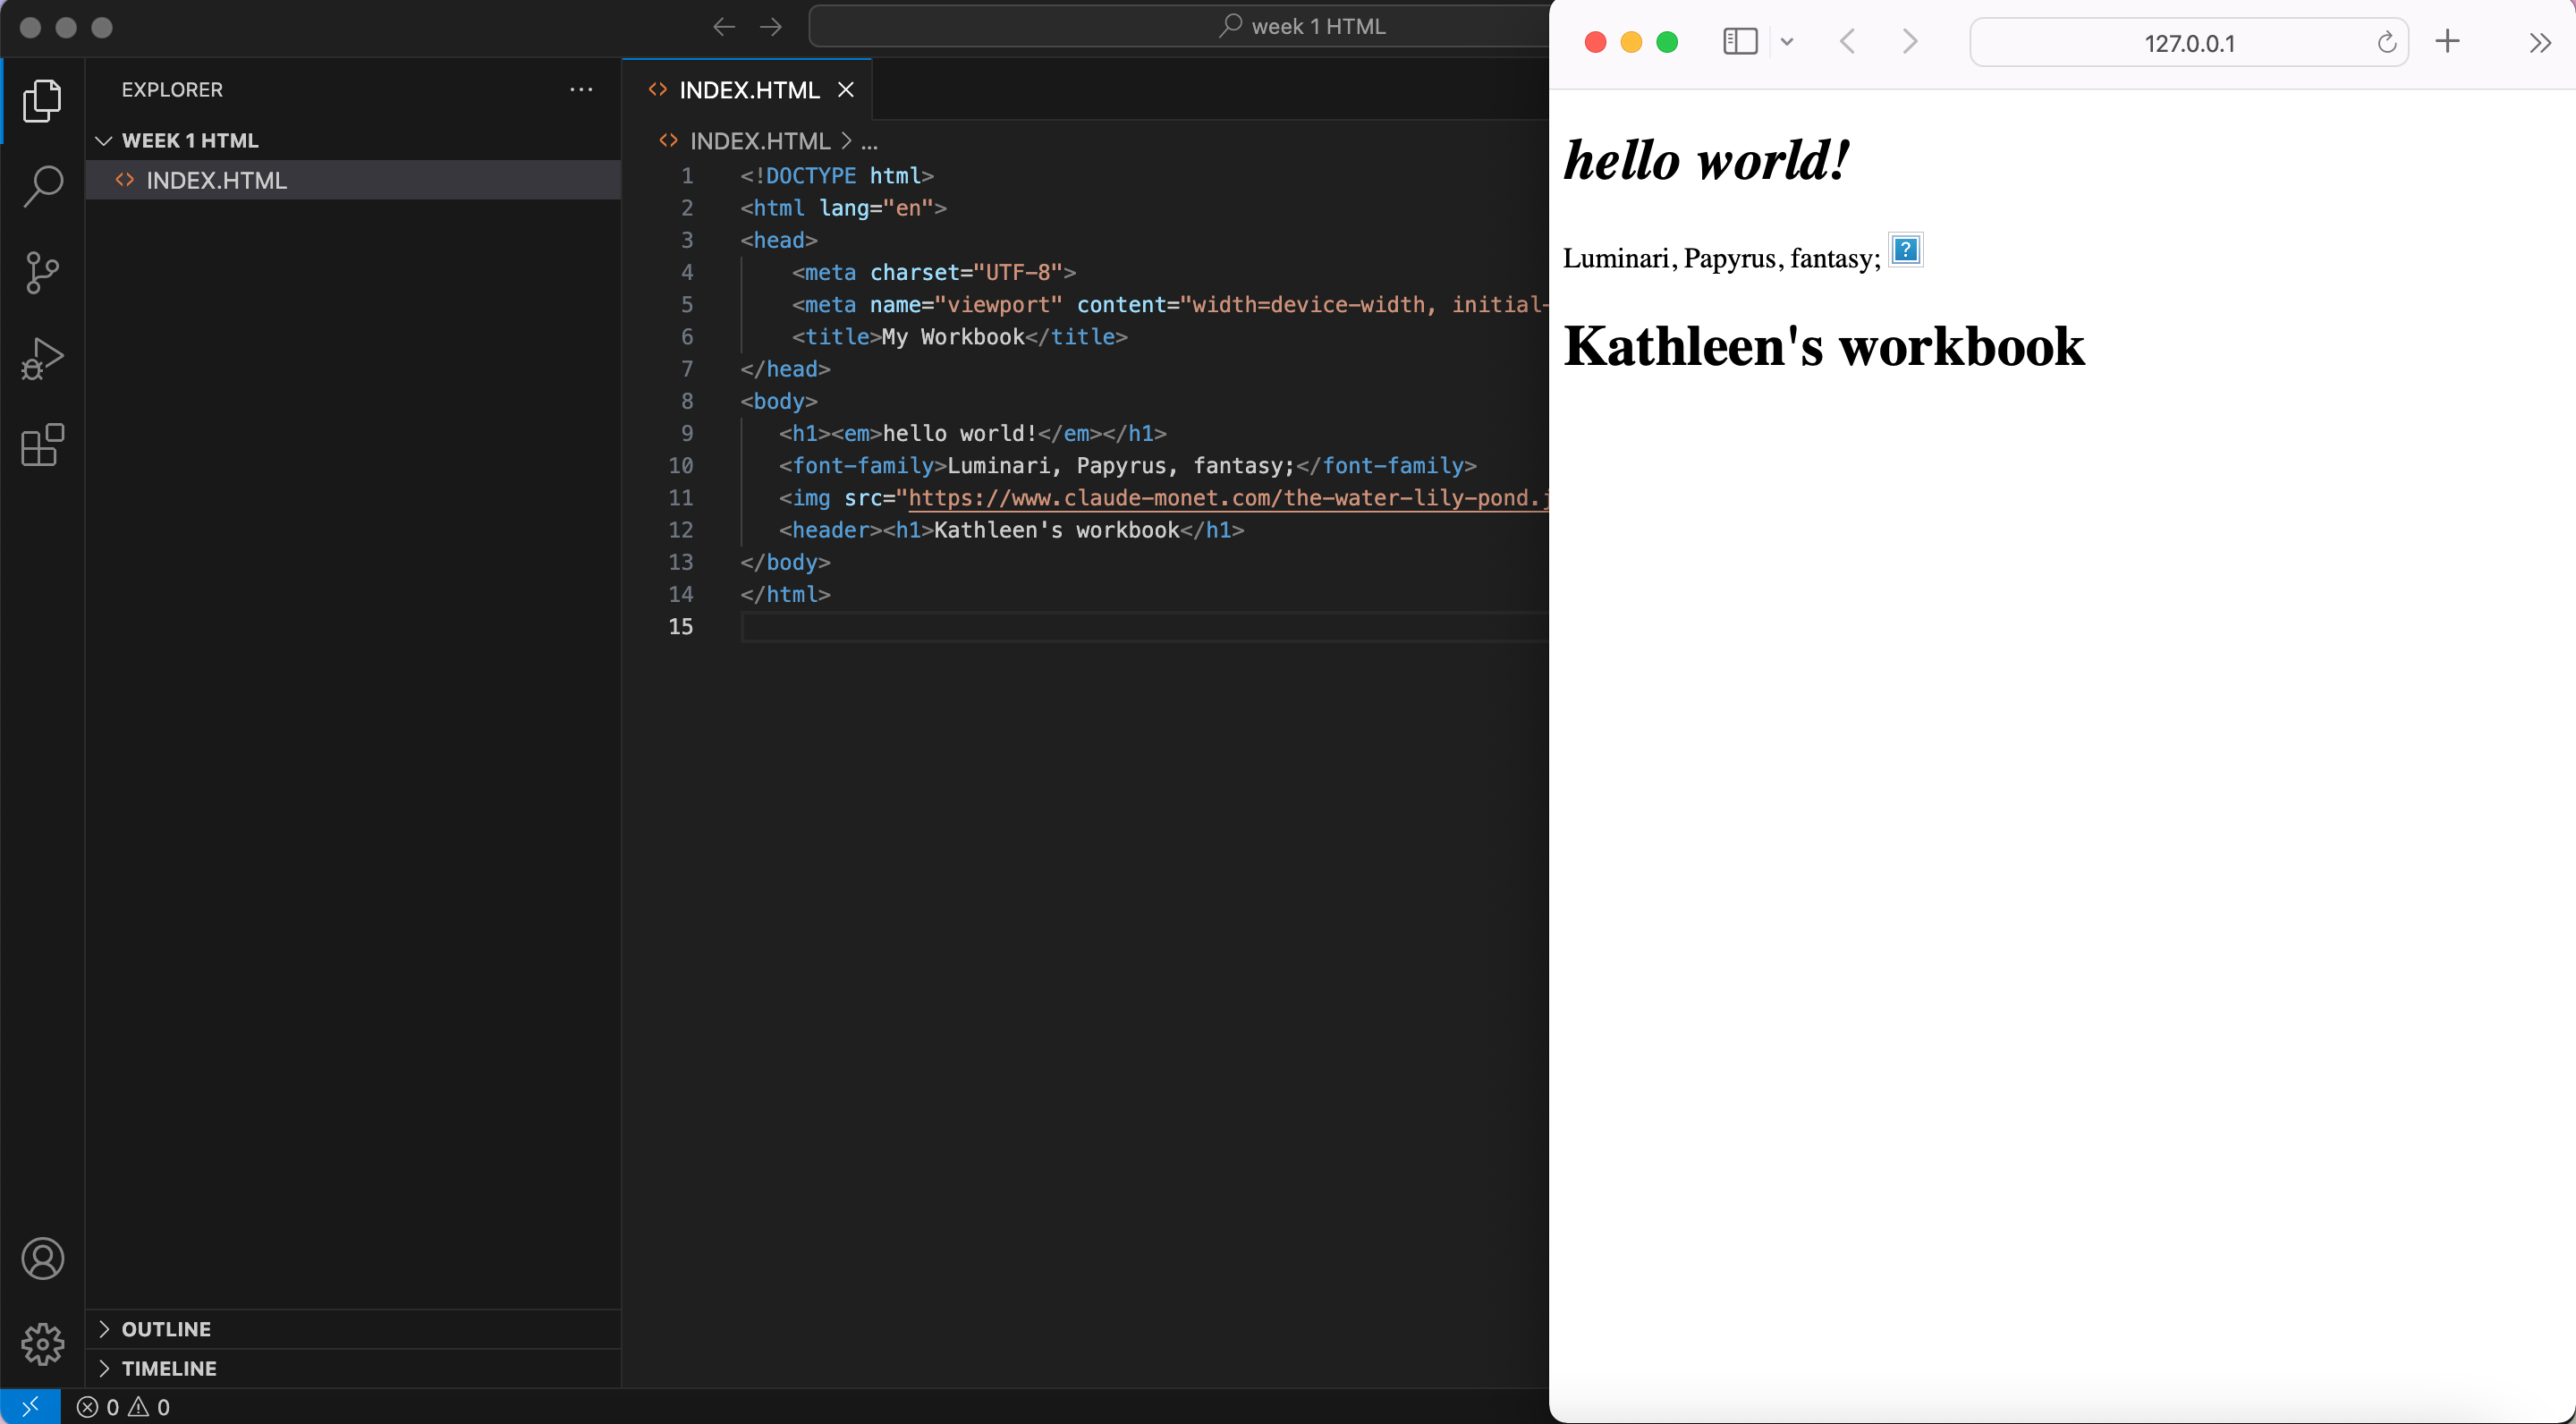 week 1 HTML
EXPLORER
WEEK 1 HTML
INDEX.HTML
OUTLINE
TIMELINE
0 0
INDEX.HTML
INDEX.HTML > ...
1 <!DOCTYPE html>
2 <html lang="en">
3 <head>
4 <meta charset="UTF-8">
5 <meta name="viewport" content="width=device-width, initial-
6 <title>My Workbook</title>
7 </head>
8 <body>
9 <h1><em>hello world!</em></h1>
10 <font-family>Luminari, Papyrus, fantasy;</font-family>
11 <img src="https://www.claude-monet.com/the-water-lily-pond.j
12 <header><h1>Kathleen's workbook</h1>
13 </body>
14 </html>
15
127.0.0.1
hello world!
Luminari, Papyrus, fantasy; ?
Kathleen's workbook